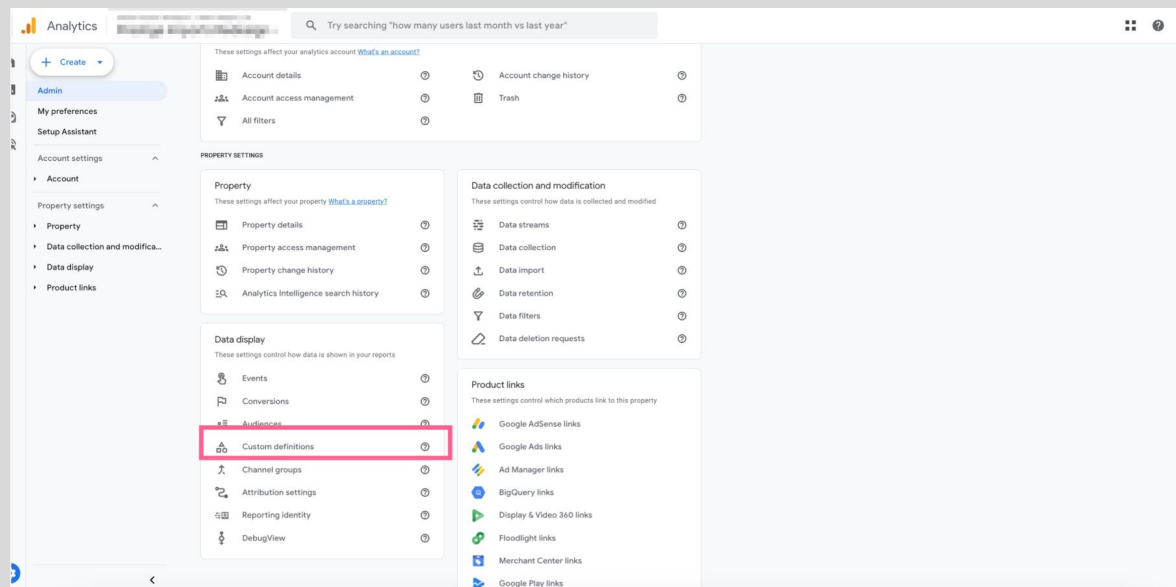 Analytics
Try searching "how many users last month vs last year"
Create
Admin
My preferences
Setup Assistant
Account settings
Account
Property settings
Property
Data collection and modifica...
Data display
Product links
These settings affect your analytics account What's an account?
Account details
Account access management
All filters
Account change history
Trash
PROPERTY SETTINGS
Property
These settings affect your property What's a property?
Property details
Property access management
Property change history
Analytics Intelligence search history
Data display
These settings control how data is shown in your reports
Events
Conversions
Audiences
Custom definitions
Channel groups
Attribution settings
Reporting identity
DebugView
Data collection and modification
These settings control how data is collected and modified
Data streams
Data collection
Data import
Data retention
Data filters
Data deletion requests
Product links
These settings control which products link to this property
Google AdSense links
Google Ads links
Ad Manager links
BigQuery links
Display & Video 360 links
Floodlight links
Merchant Center links
Google Play links